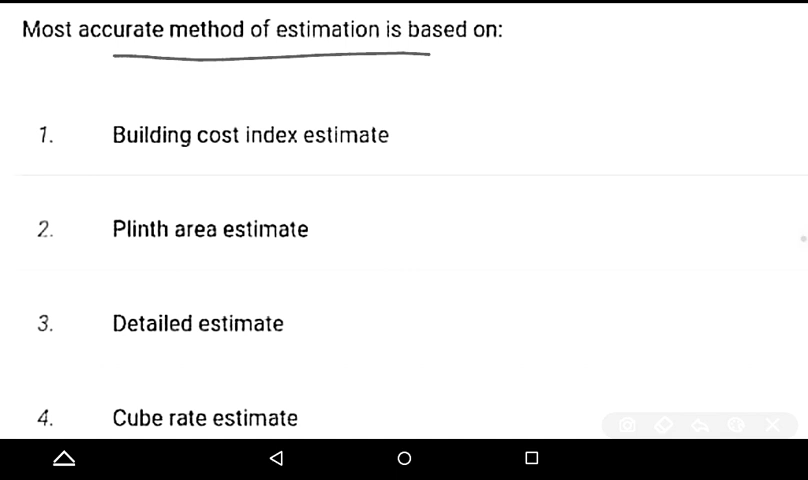 Most accurate method of estimation is based on:
1. Building cost index estimate
2. Plinth area estimate
3. Detailed estimate
4. Cube rate estimate